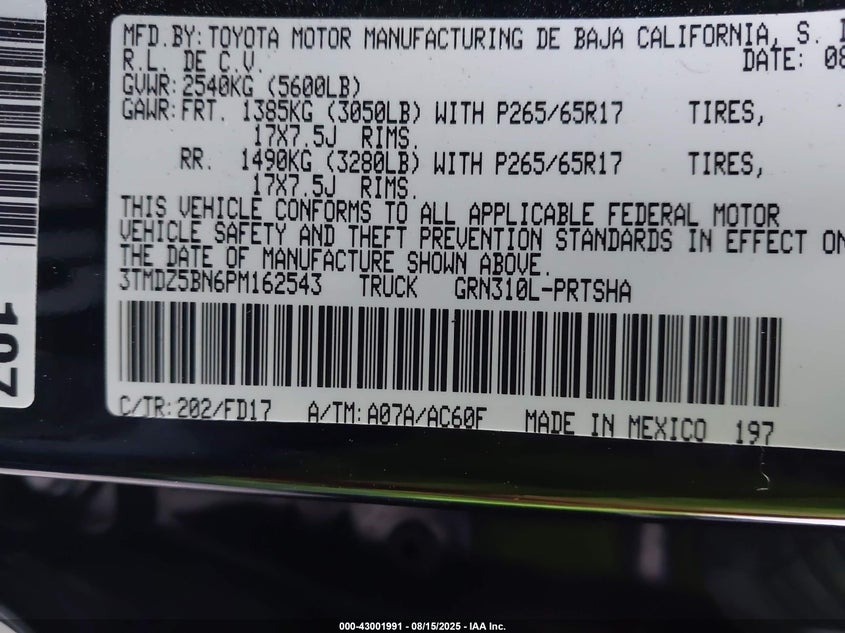 MFD.BY:TOYOTA MOTOR MANUFACTURING DE BAJA CALIFORNIA, S.
R.L. DE C.V. DATE: 08
GVWR:2540KG (5600LB)
GAWR:FRT. 1385KG (3050LB) WITH P265/65R17 TIRES,
17X7.5J RIMS.
RR. 1490KG (3280LB) WITH P265/65R17 TIRES,
17X7.5J RIMS.
THIS VEHICLE CONFORMS TO ALL APPLICABLE FEDERAL MOTOR
VEHICLE SAFETY AND THEFT PREVENTION STANDARDS IN EFFECT ON
THE DATE OF MANUFACTURE SHOWN ABOVE.
3TMDZ5BN6PM162543 TRUCK GRN310L-PRTSHA
C/TR:202/FD17 A/TM:A07A/AC60F MADE IN MEXICO 197
197
000-43001991 - 08/15/2025 - IAA Inc.